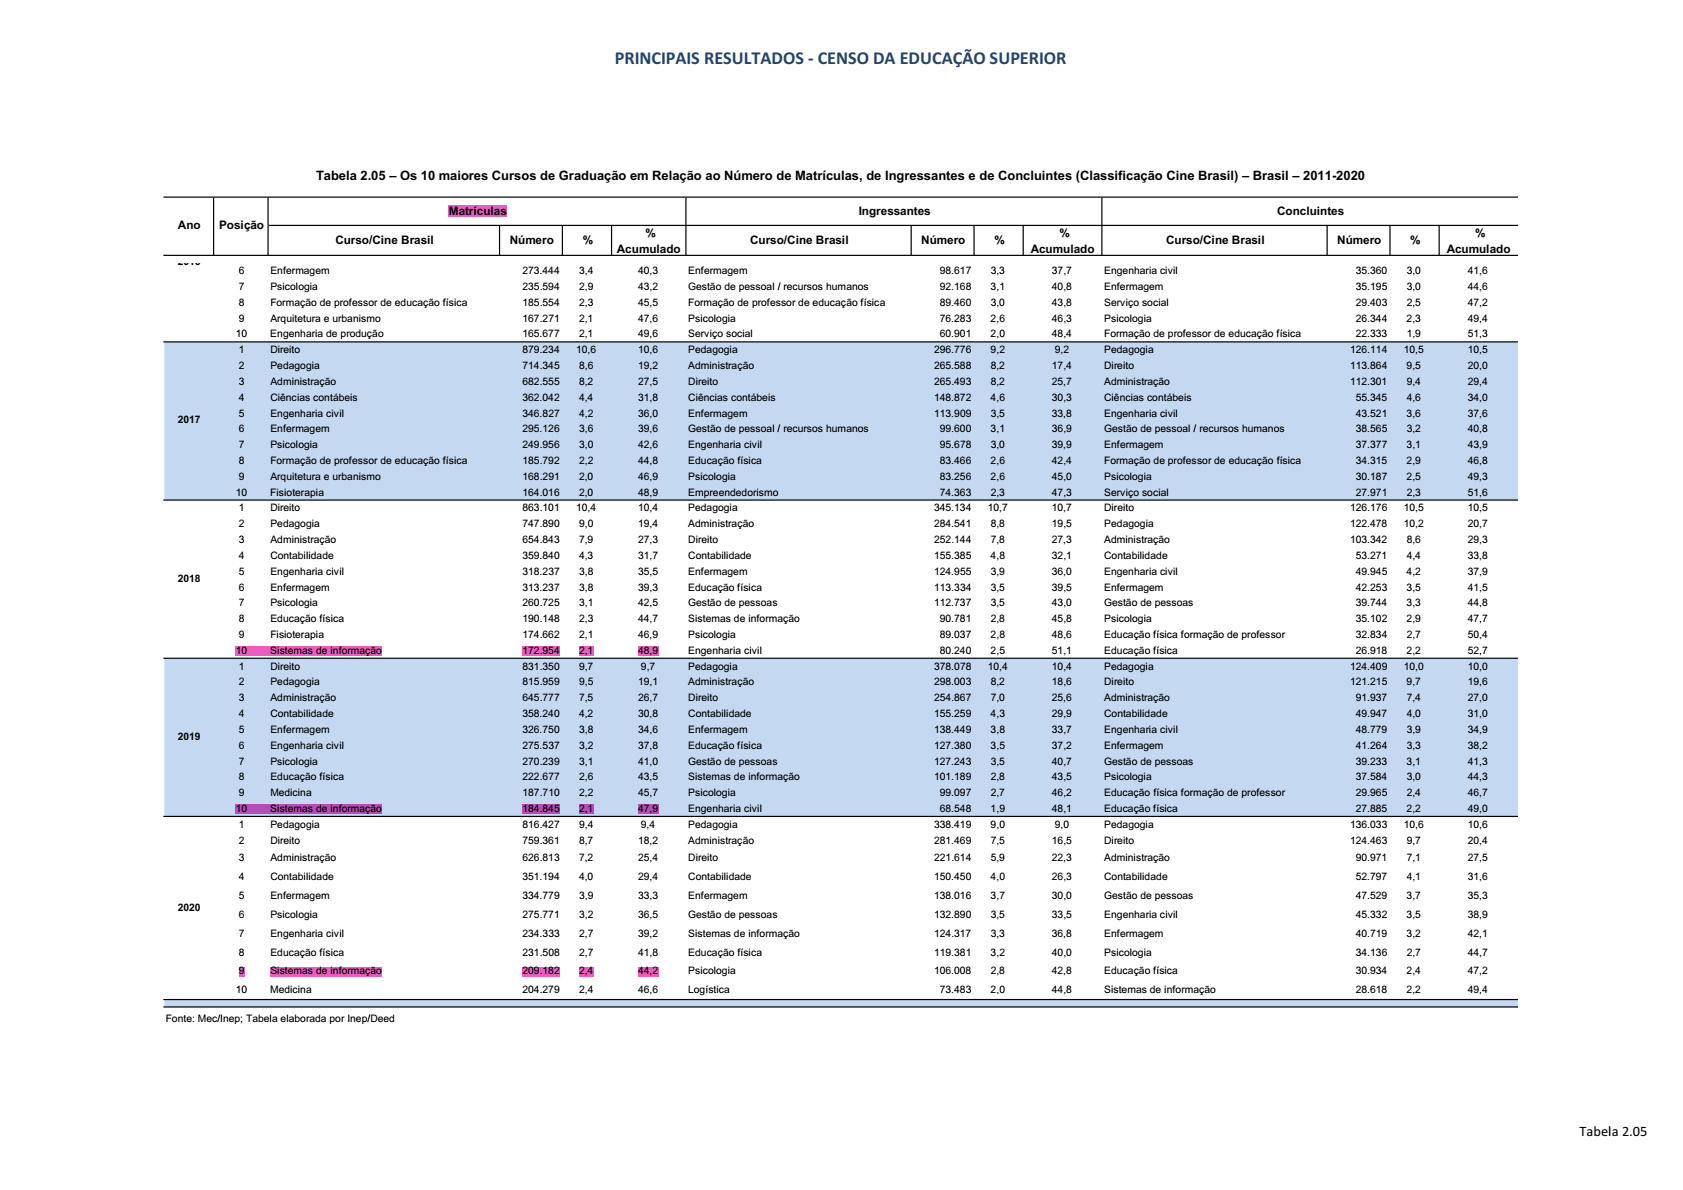 PRINCIPAIS RESULTADOS - CENSO DA EDUCAÇÃO SUPERIOR
Tabela 2.05 – Os 10 maiores Cursos de Graduação em Relação ao Número de Matrículas, de Ingressantes e de Concluintes (Classificação Cine Brasil) – Brasil – 2011-2020
Ano Posição Matrículas Ingressantes Concluintes
Curso/Cine Brasil Número % % Acumulado Curso/Cine Brasil Número % % Acumulado Curso/Cine Brasil Número % % Acumulado
6 Enfermagem 273.444 3,4 40,3 Enfermagem 98.617 3,3 37,7 Engenharia civil 35.360 3,0 41,6
7 Psicologia 235.594 2,9 43,2 Gestão de pessoal / recursos humanos 92.168 3,1 40,8 Enfermagem 35.195 3,0 44,6
8 Formação de professor de educação física 185.554 2,3 45,5 Formação de professor de educação física 89.460 3,0 43,8 Serviço social 29.403 2,5 47,2
9 Arquitetura e urbanismo 167.271 2,1 47,6 Psicologia 76.283 2,6 46,3 Psicologia 26.344 2,3 49,4
10 Engenharia de produção 165.677 2,1 49,6 Serviço social 60.901 2,0 48,4 Formação de professor de educação física 22.333 1,9 51,3
2017
1 Direito 879.234 10,6 10,6 Pedagogia 296.776 9,2 9,2 Pedagogia 126.114 10,5 10,5
2 Pedagogia 714.345 8,6 19,2 Administração 265.588 8,2 17,4 Direito 113.864 9,5 20,0
3 Administração 682.555 8,2 27,5 Direito 265.493 8,2 25,7 Administração 112.301 9,4 29,4
4 Ciências contábeis 362.042 4,4 31,8 Ciências contábeis 148.872 4,6 30,3 Ciências contábeis 55.345 4,6 34,0
5 Engenharia civil 346.827 4,2 36,0 Enfermagem 113.909 3,5 33,8 Engenharia civil 43.521 3,6 37,6
6 Enfermagem 295.126 3,6 39,6 Gestão de pessoal / recursos humanos 99.600 3,1 36,9 Gestão de pessoal / recursos humanos 38.565 3,2 40,8
7 Psicologia 249.956 3,0 42,6 Engenharia civil 95.678 3,0 39,9 Enfermagem 37.377 3,1 43,9
8 Formação de professor de educação física 185.792 2,2 44,8 Educação física 83.466 2,6 42,4 Formação de professor de educação física 34.315 2,9 46,8
9 Arquitetura e urbanismo 168.291 2,0 46,9 Psicologia 83.256 2,6 45,0 Psicologia 30.187 2,5 49,3
10 Fisioterapia 164.016 2,0 48,9 Empreendedorismo 74.363 2,3 47,3 Serviço social 27.971 2,3 51,6
2018
1 Direito 863.101 10,4 10,4 Pedagogia 345.134 10,7 10,7 Direito 126.176 10,5 10,5
2 Pedagogia 747.890 9,0 19,4 Administração 284.541 8,8 19,5 Pedagogia 122.478 10,2 20,7
3 Administração 654.843 7,9 27,3 Direito 252.144 7,8 27,3 Administração 103.342 8,6 29,3
4 Contabilidade 359.840 4,3 31,7 Contabilidade 155.385 4,8 32,1 Contabilidade 53.271 4,4 33,8
5 Engenharia civil 318.237 3,8 35,5 Enfermagem 124.955 3,9 36,0 Engenharia civil 49.945 4,2 37,9
6 Enfermagem 313.237 3,8 39,3 Educação física 113.334 3,5 39,5 Enfermagem 42.253 3,5 41,5
7 Psicologia 260.725 3,1 42,5 Gestão de pessoas 112.737 3,5 43,0 Gestão de pessoas 39.744 3,3 44,8
8 Educação física 190.148 2,3 44,7 Sistemas de informação 90.781 2,8 45,8 Psicologia 35.102 2,9 47,7
9 Fisioterapia 174.662 2,1 46,9 Psicologia 89.037 2,8 48,6 Educação física formação de professor 32.834 2,7 50,4
10 Sistemas de informação 172.954 2,1 48,9 Engenharia civil 80.240 2,5 51,1 Educação física 26.918 2,2 52,7
2019
1 Direito 831.350 9,7 9,7 Pedagogia 378.078 10,4 10,4 Pedagogia 124.409 10,0 10,0
2 Pedagogia 815.959 9,5 19,1 Administração 298.003 8,2 18,6 Direito 121.215 9,7 19,6
3 Administração 645.777 7,5 26,7 Direito 254.867 7,0 25,6 Administração 91.937 7,4 27,0
4 Contabilidade 358.240 4,2 30,8 Contabilidade 155.259 4,3 29,9 Contabilidade 49.947 4,0 31,0
5 Enfermagem 326.750 3,8 34,6 Enfermagem 138.449 3,8 33,7 Engenharia civil 48.779 3,9 34,9
6 Engenharia civil 275.537 3,2 37,8 Educação física 127.380 3,5 37,2 Enfermagem 41.264 3,3 38,2
7 Psicologia 270.239 3,1 41,0 Gestão de pessoas 127.243 3,5 40,7 Gestão de pessoas 39.233 3,1 41,3
8 Educação física 222.677 2,6 43,5 Sistemas de informação 101.189 2,8 43,5 Psicologia 37.584 3,0 44,3
9 Medicina 187.710 2,2 45,7 Psicologia 99.097 2,7 46,2 Educação física formação de professor 29.965 2,4 46,7
10 Sistemas de informação 184.845 2,1 47,9 Engenharia civil 68.548 1,9 48,1 Educação física 27.885 2,2 49,0
2020
1 Pedagogia 816.427 9,4 9,4 Pedagogia 338.419 9,0 9,0 Pedagogia 136.033 10,6 10,6
2 Direito 759.361 8,7 18,2 Administração 281.469 7,5 16,5 Direito 124.463 9,7 20,4
3 Administração 626.813 7,2 25,4 Direito 221.614 5,9 22,3 Administração 90.971 7,1 27,5
4 Contabilidade 351.194 4,0 29,4 Contabilidade 150.450 4,0 26,3 Contabilidade 52.797 4,1 31,6
5 Enfermagem 334.779 3,9 33,3 Enfermagem 138.016 3,7 30,0 Gestão de pessoas 47.529 3,7 35,3
6 Psicologia 275.771 3,2 36,5 Gestão de pessoas 132.890 3,5 33,5 Engenharia civil 45.332 3,5 38,9
7 Engenharia civil 234.333 2,7 39,2 Sistemas de informação 124.317 3,3 36,8 Enfermagem 40.719 3,2 42,1
8 Educação física 231.508 2,7 41,8 Educação física 119.381 3,2 40,0 Psicologia 34.136 2,7 44,7
9 Sistemas de informação 209.182 2,4 44,2 Psicologia 106.008 2,8 42,8 Educação física 30.934 2,4 47,2
10 Medicina 204.279 2,4 46,6 Logística 73.483 2,0 44,8 Sistemas de informação 28.618 2,2 49,4
Fonte: Mec/Inep; Tabela elaborada por Inep/Deed
Tabela 2.05